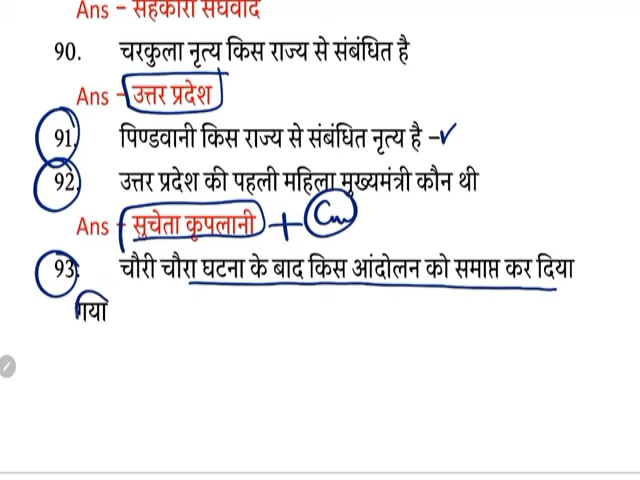 Ans – सहकारी संघवाद
90. चरकुला नृत्य किस राज्य से संबंधित है
Ans – उत्तर प्रदेश
91. पिण्डवानी किस राज्य से संबंधित नृत्य है –✓
92. उत्तर प्रदेश की पहली महिला मुख्यमंत्री कौन थी
Ans – सुचेता कृपलानी + Cm
93. चौरी चौरा घटना के बाद किस आंदोलन को समाप्त कर दिया
गया